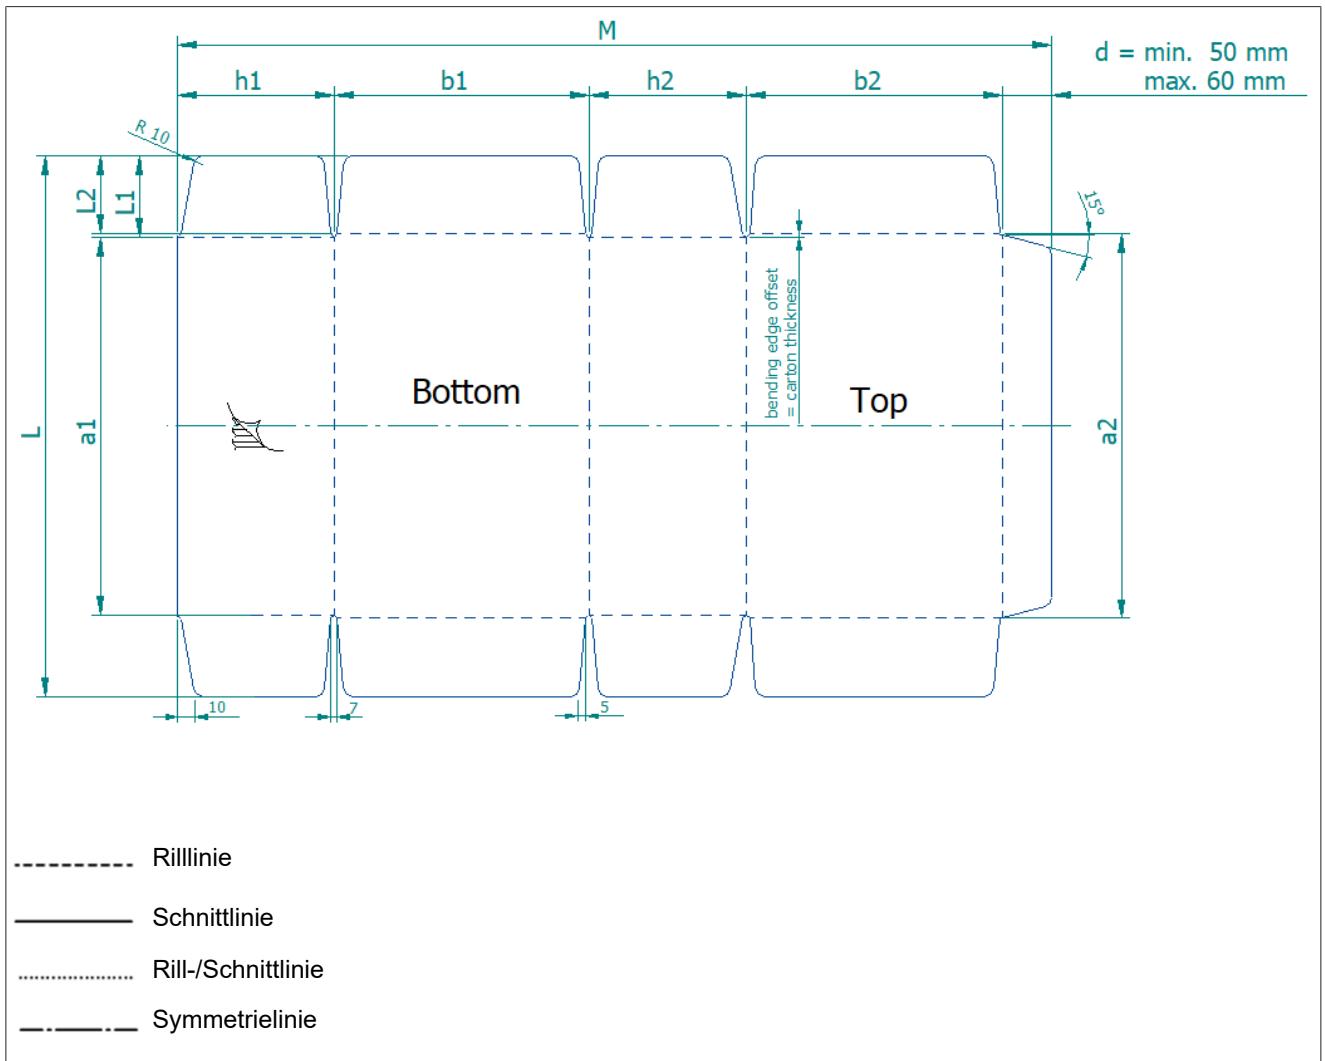 M
d = min. 50 mm
max. 60 mm
h1
b1
h2
b2
R 10
L2
L1
15°
bending edge offset
= carton thickness
Bottom
Top
L
a1
a2
10
7
5
Rilllinie
Schnittlinie
Rill-/Schnittlinie
Symmetrielinie